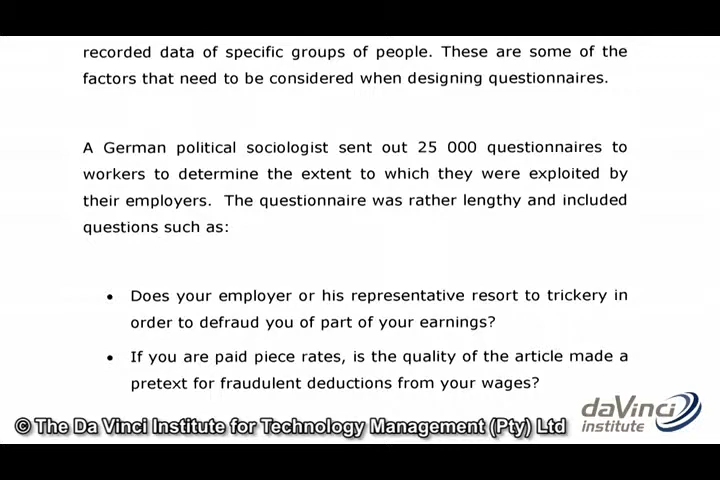 recorded data of specific groups of people. These are some of the
factors that need to be considered when designing questionnaires.
A German political sociologist sent out 25 000 questionnaires to
workers to determine the extent to which they were exploited by
their employers. The questionnaire was rather lengthy and included
questions such as:
• Does your employer or his representative resort to trickery in
order to defraud you of part of your earnings?
• If you are paid piece rates, is the quality of the article made a
pretext for fraudulent deductions from your wages?
daVinci
institute
© The Da Vinci Institute for Technology Management (Pty) Ltd